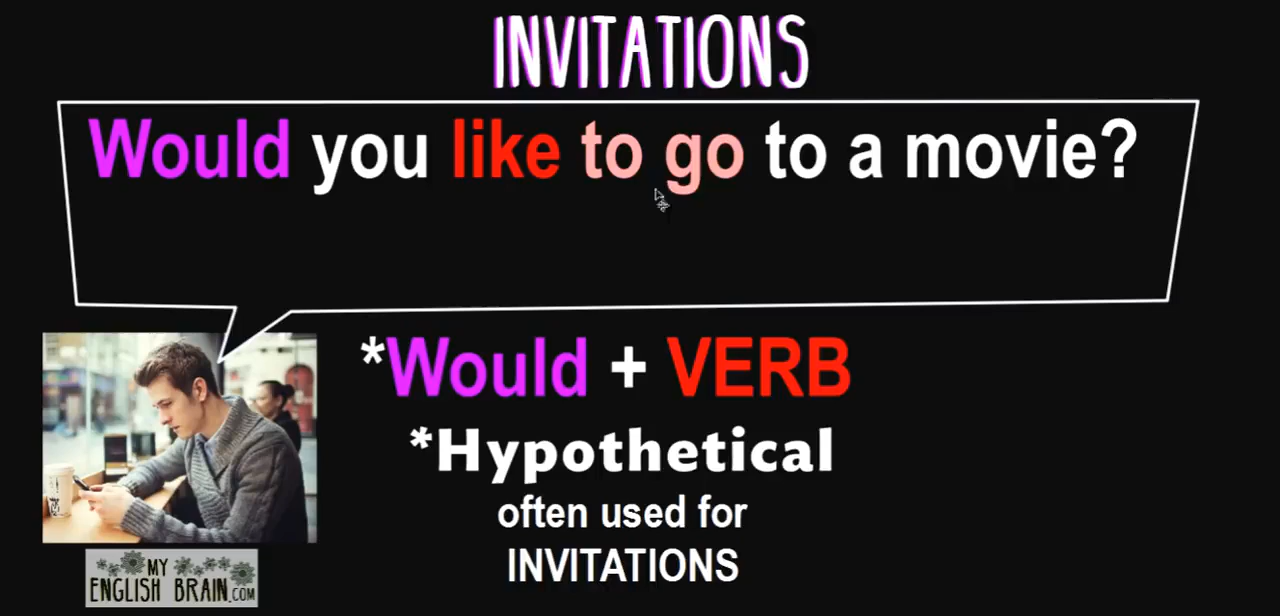 INVITATIONS
Would you like to go to a movie?
*Would + VERB
*Hypothetical
often used for
INVITATIONS
MY
ENGLISH BRAIN.COM